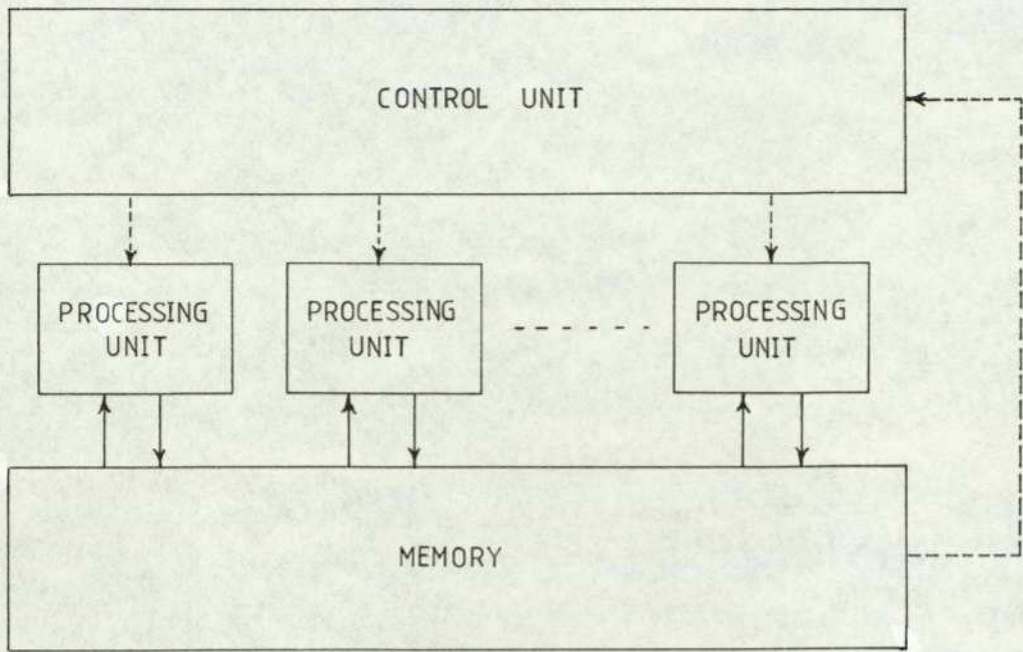 CONTROL UNIT
PROCESSING
UNIT
PROCESSING
UNIT
PROCESSING
UNIT
MEMORY